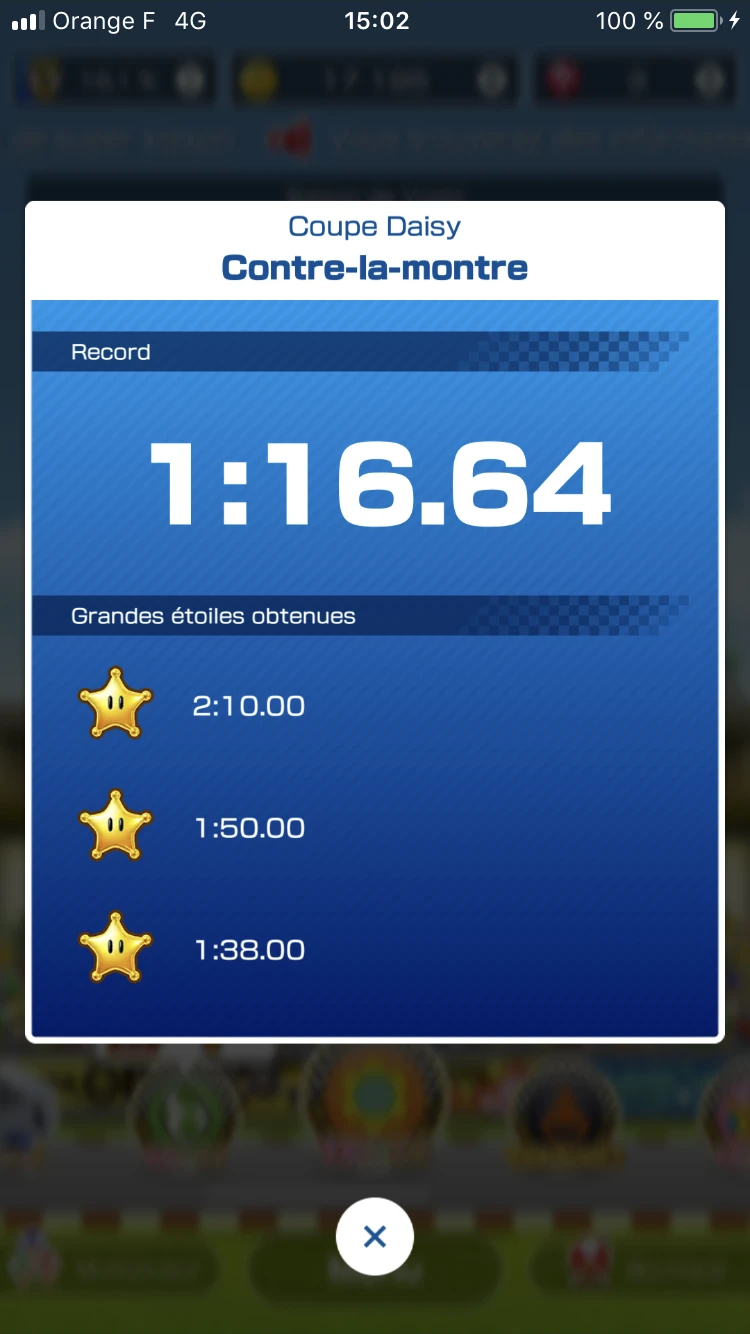 Orange F 4G 15:02 100 %
Coupe Daisy
Contre-la-montre
Record
1:16.64
Grandes étoiles obtenues
2:10.00
1:50.00
1:38.00